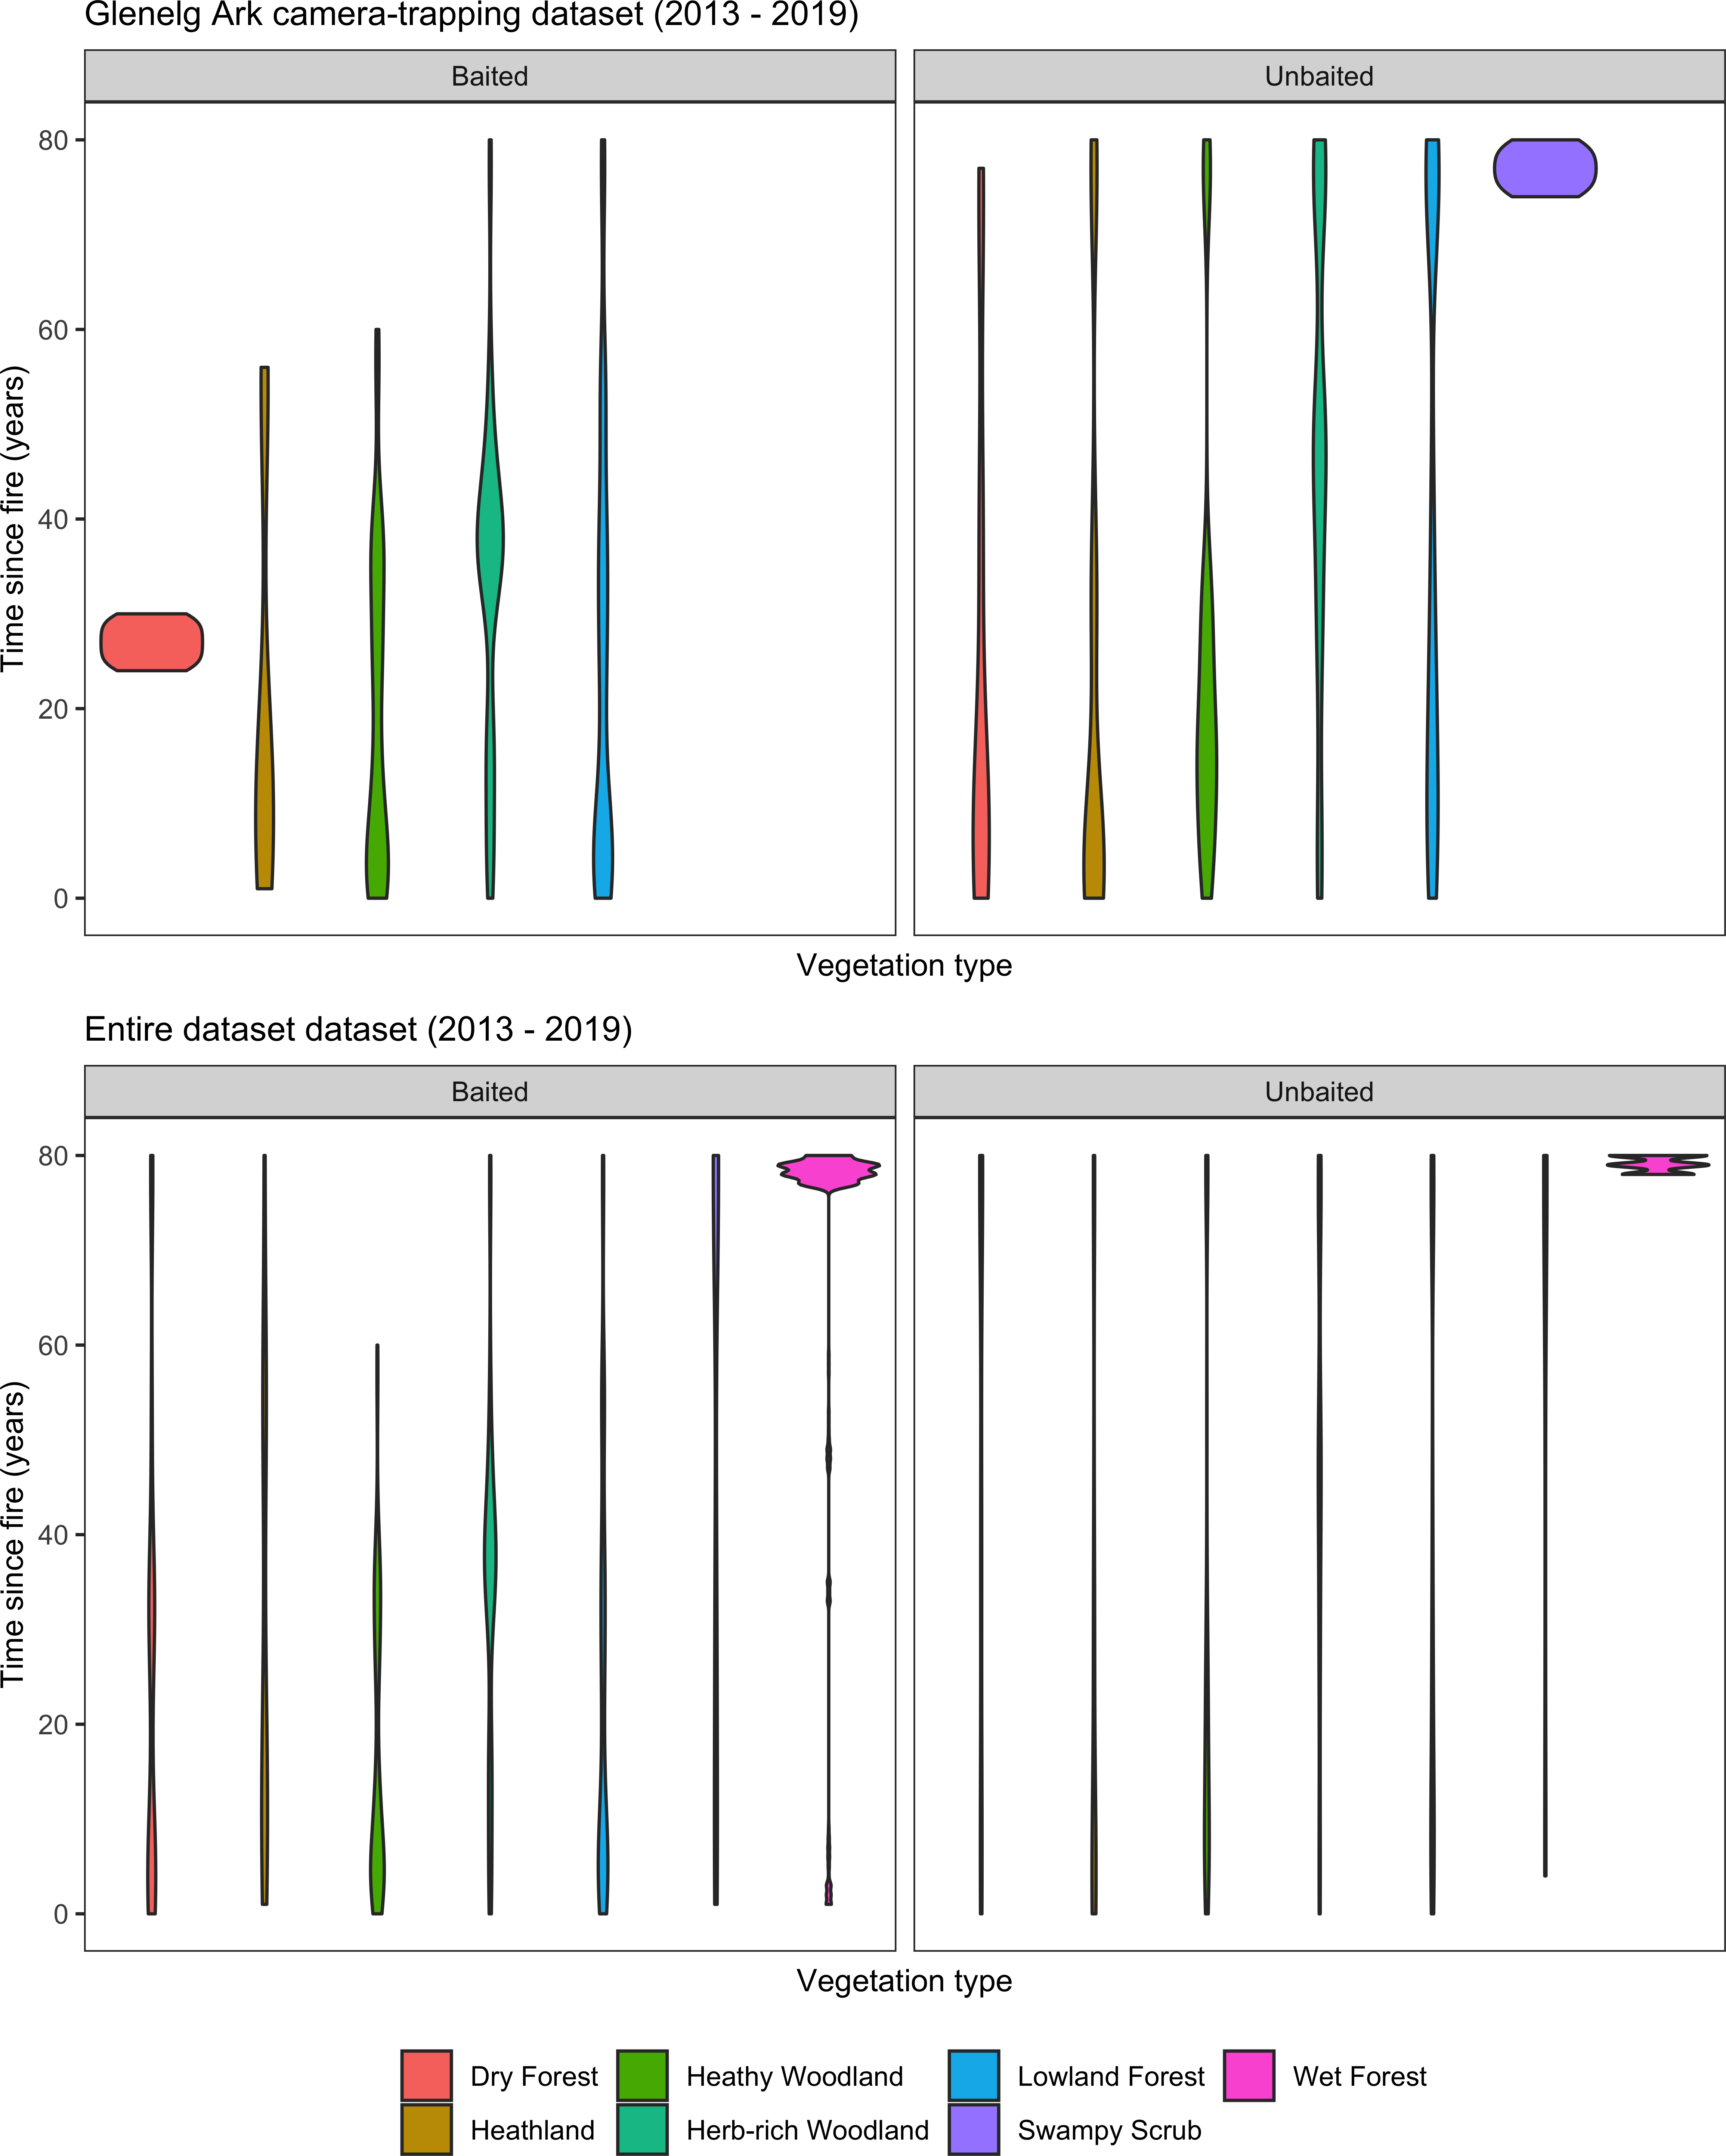 Glenelg Ark camera-trapping dataset (2013 - 2019)
Baited
Unbaited
80
60
40
20
0
Time since fire (years)
Vegetation type
Entire dataset dataset (2013 - 2019)
Baited
Unbaited
80
60
40
20
0
Time since fire (years)
Vegetation type
Dry Forest
Heathy Woodland
Lowland Forest
Wet Forest
Heathland
Herb-rich Woodland
Swampy Scrub